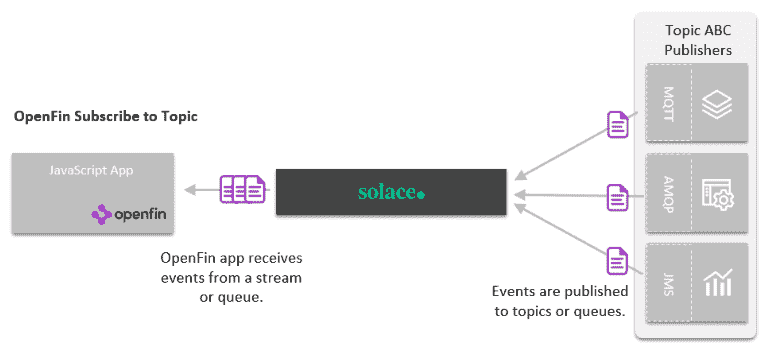 Topic ABC
Publishers
MQTT
OpenFin Subscribe to Topic
JavaScript App
openfin
solace
AMQP
OpenFin app receives
events from a stream
or queue.
Events are published
to topics or queues.
JMS